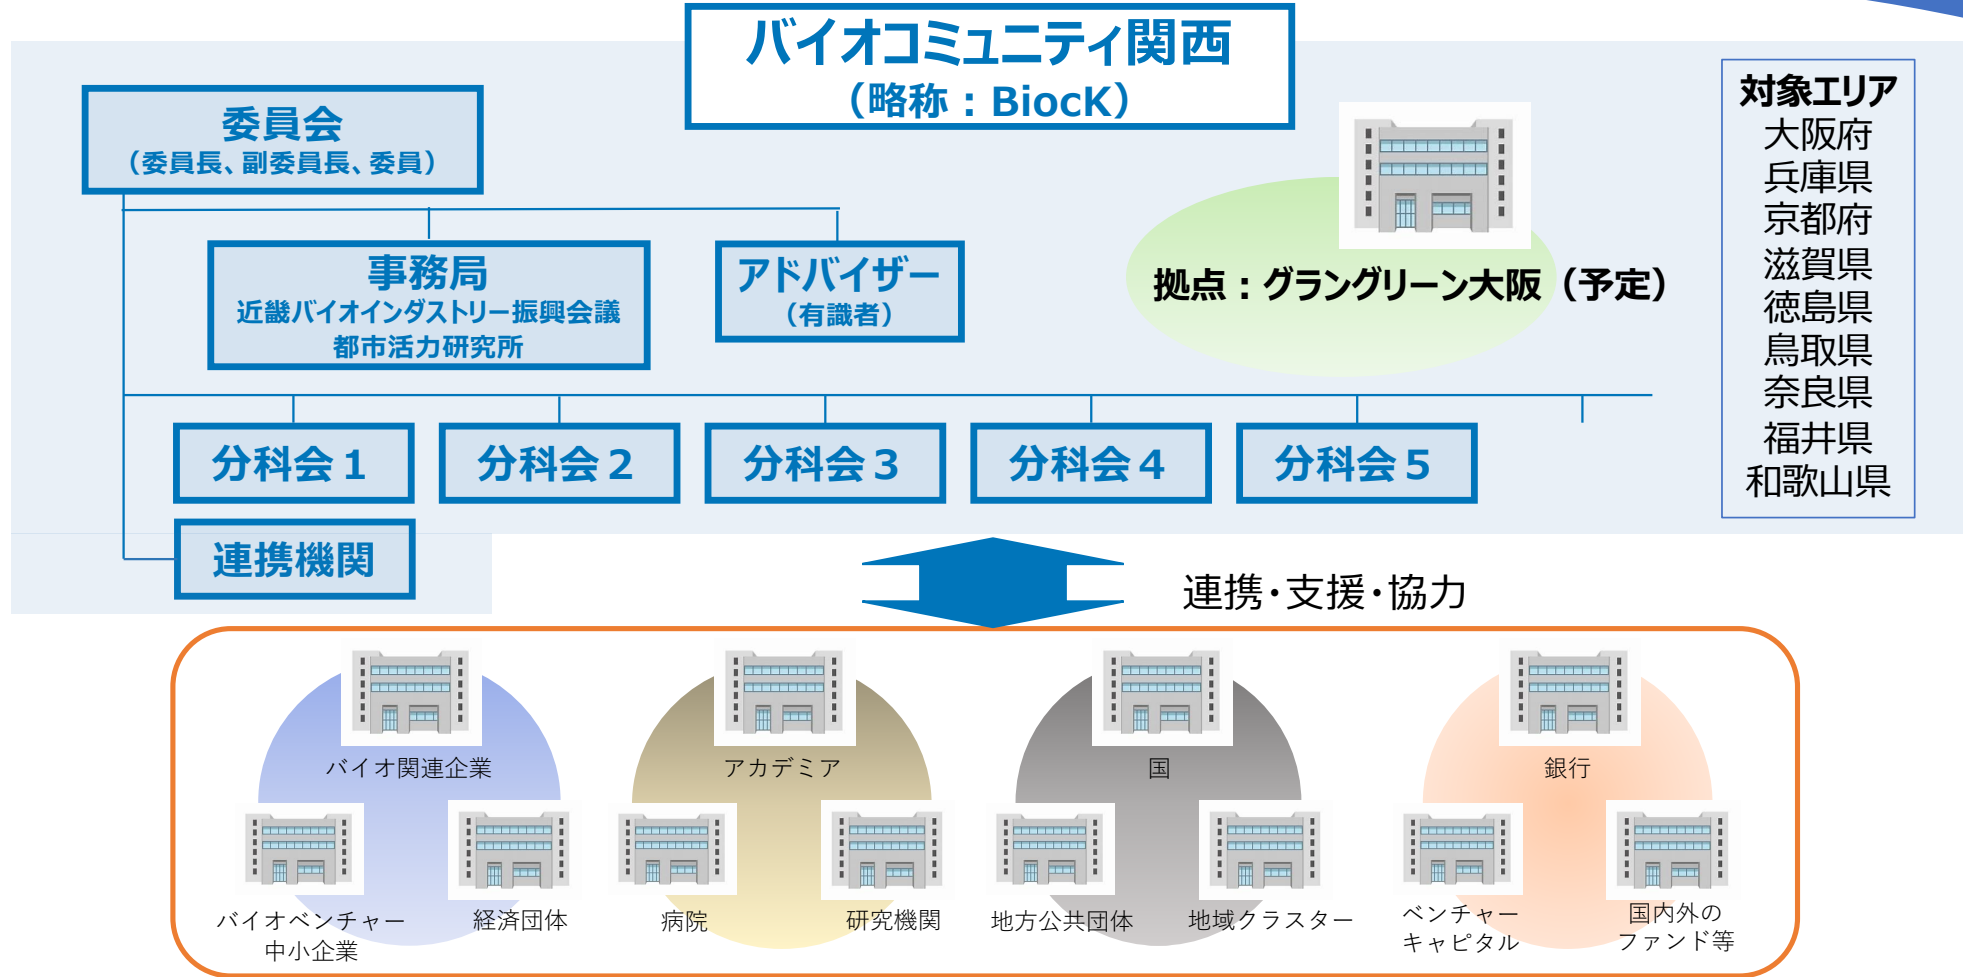 バイオコミュニティ関西
（略称：BiocK）
委員会
（委員長、副委員長、委員）
事務局
近畿バイオインダストリー振興会議
都市活力研究所
アドバイザー
（有識者）
拠点：グラングリーン大阪（予定）
対象エリア
大阪府
兵庫県
京都府
滋賀県
徳島県
鳥取県
奈良県
福井県
和歌山県
分科会１
分科会２
分科会３
分科会４
分科会５
連携機関
連携・支援・協力
バイオ関連企業
バイオベンチャー
中小企業
経済団体
アカデミア
病院
研究機関
国
地方公共団体
地域クラスター
銀行
ベンチャー
キャピタル
国内外の
ファンド等